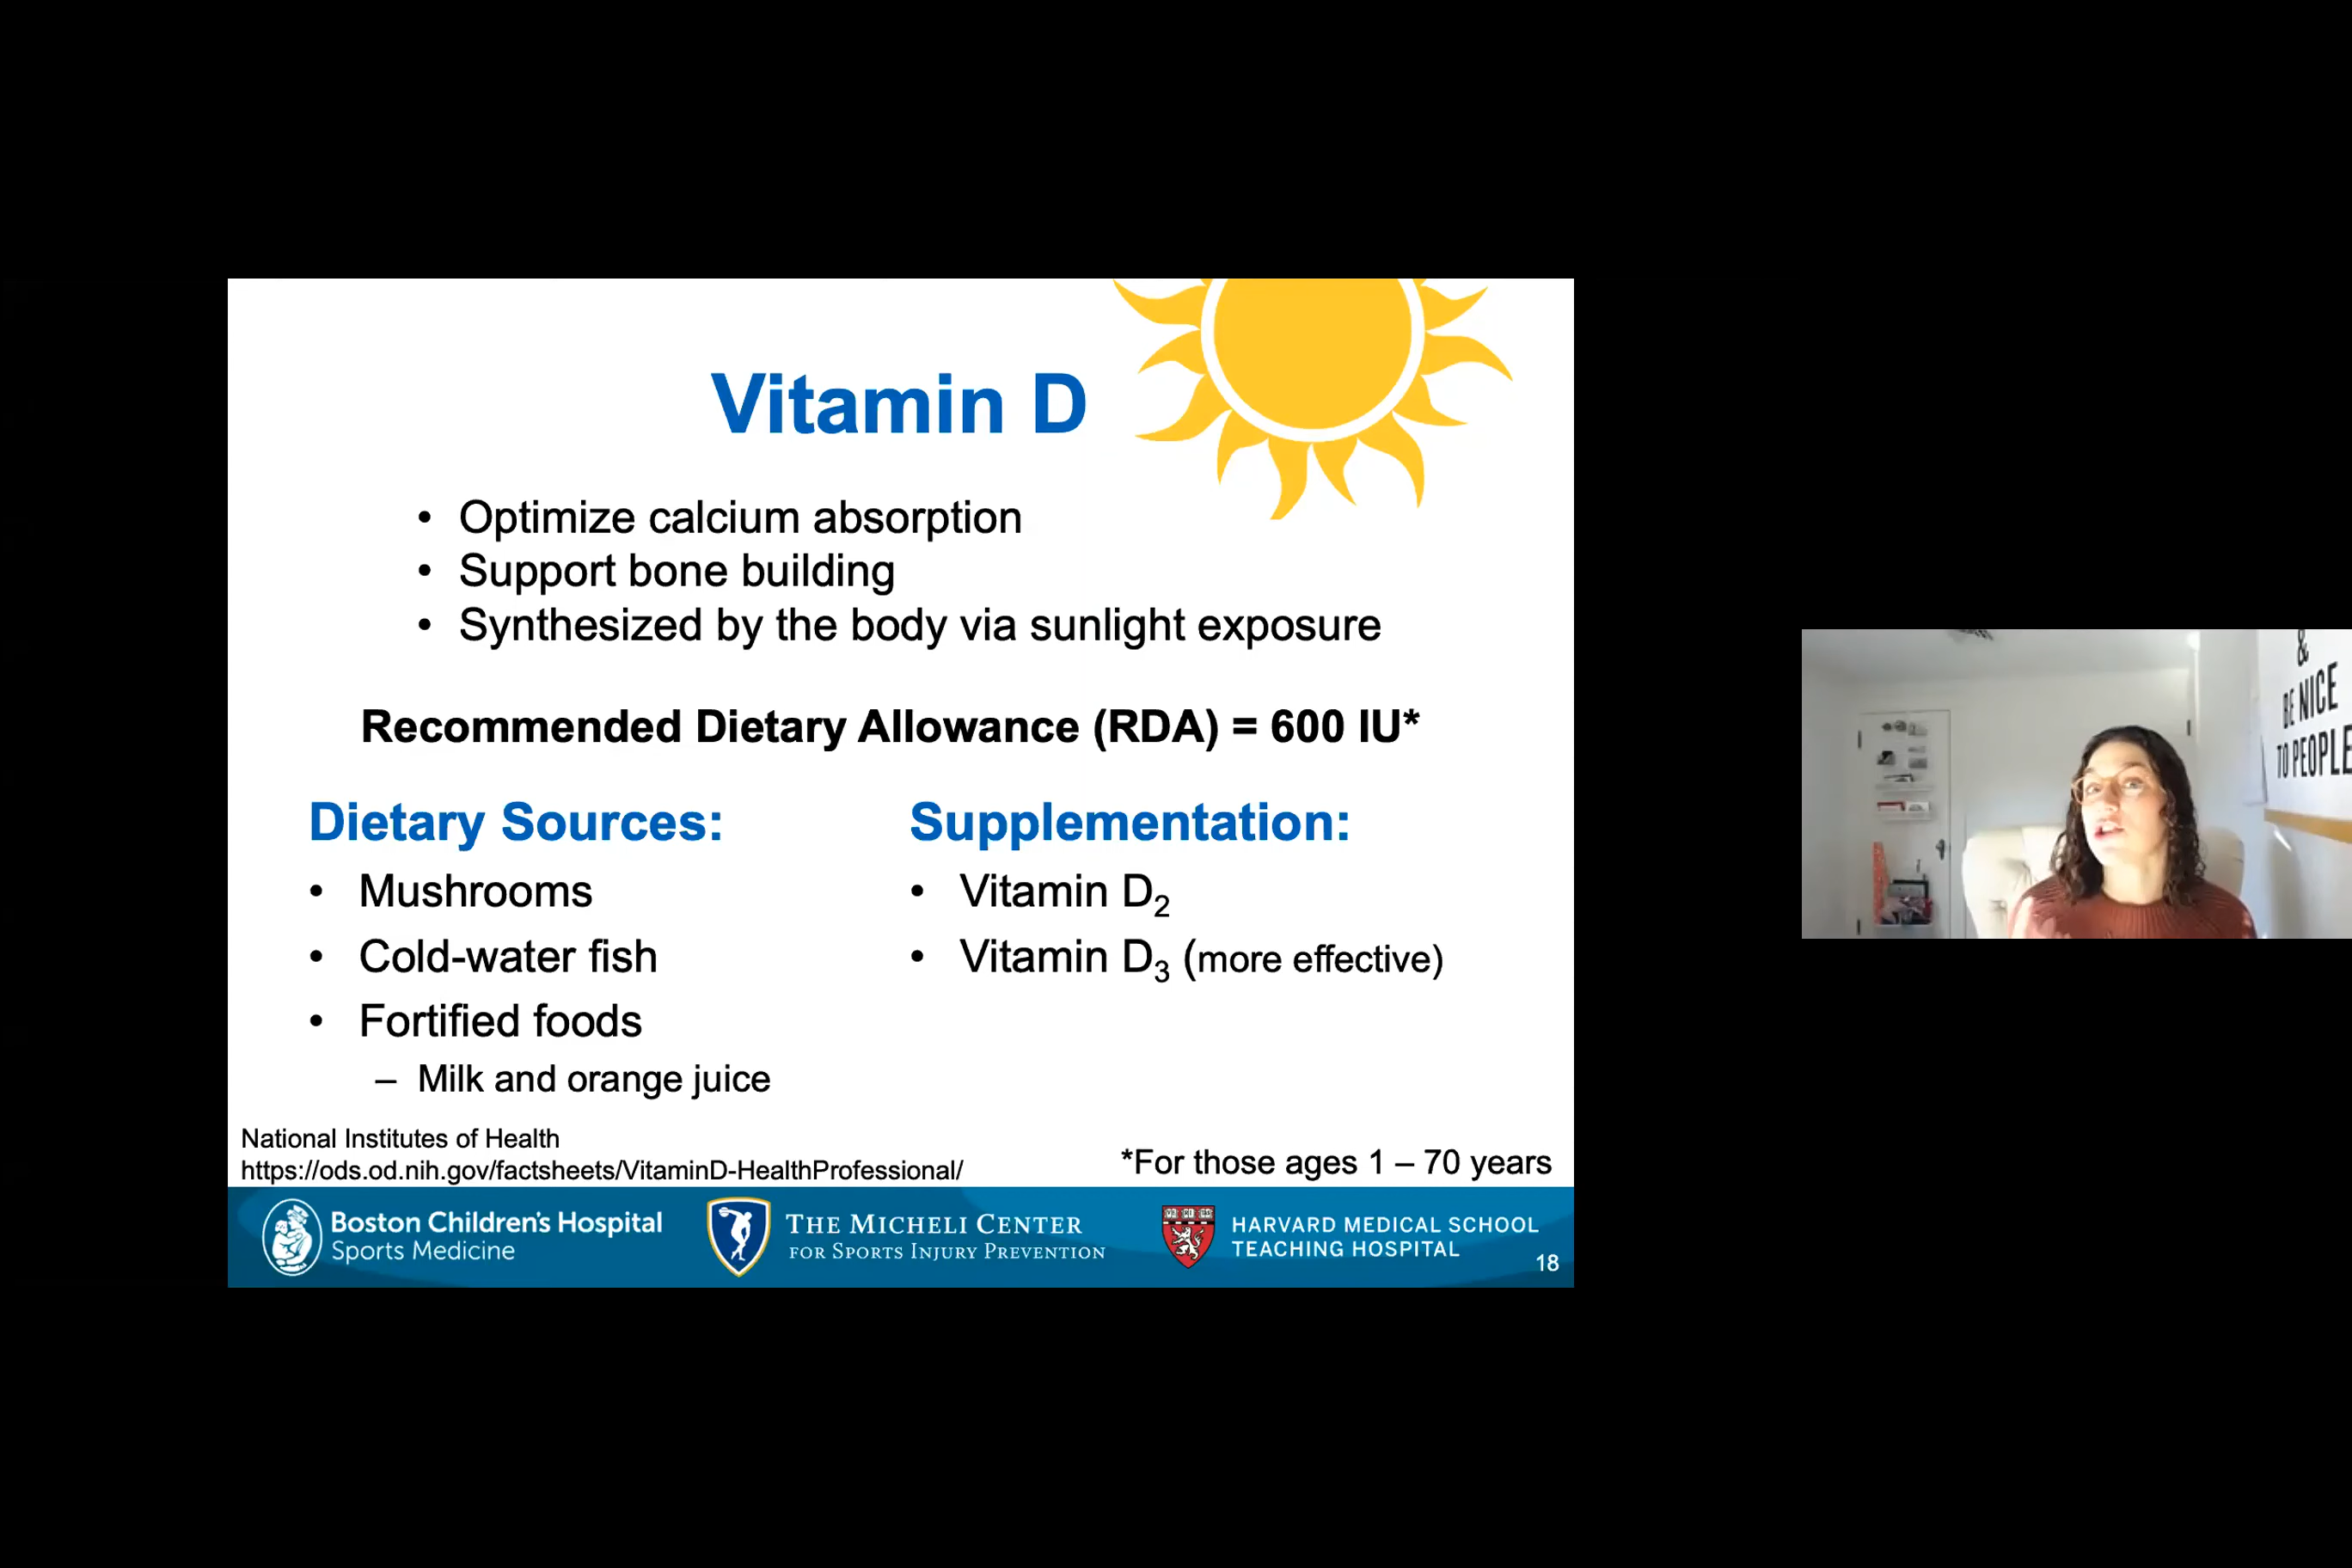 Vitamin D
• Optimize calcium absorption
• Support bone building
• Synthesized by the body via sunlight exposure
Recommended Dietary Allowance (RDA) = 600 IU*
Dietary Sources:
• Mushrooms
• Cold-water fish
• Fortified foods
– Milk and orange juice
Supplementation:
• Vitamin D₂
• Vitamin D₃ (more effective)
National Institutes of Health
https://ods.od.nih.gov/factsheets/VitaminD-HealthProfessional/
*For those ages 1 – 70 years
Boston Children's Hospital
Sports Medicine
THE MICHELI CENTER
FOR SPORTS INJURY PREVENTION
HARVARD MEDICAL SCHOOL
TEACHING HOSPITAL
18
&
BE NICE
TO PEOPLE